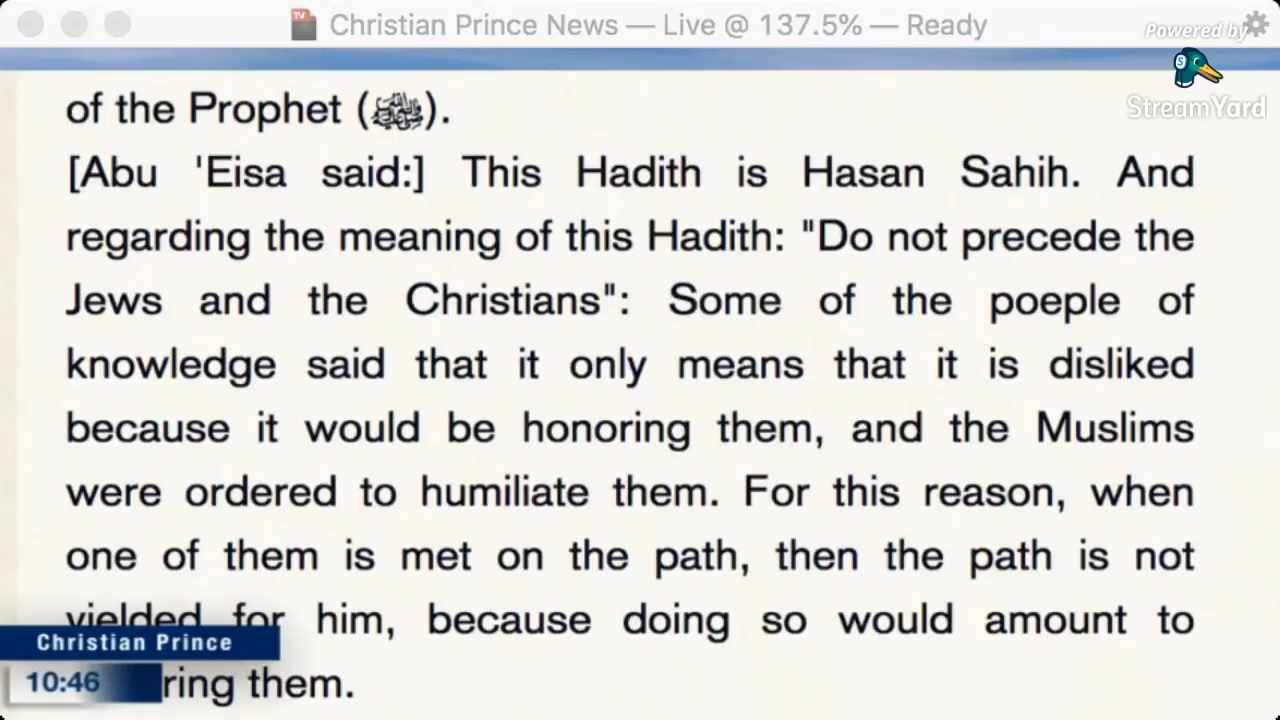 Christian Prince News — Live @ 137.5% — Ready
Powered by
StreamYard
of the Prophet (ﷺ).
[Abu 'Eisa said:] This Hadith is Hasan Sahih. And
regarding the meaning of this Hadith: "Do not precede the
Jews and the Christians": Some of the poeple of
knowledge said that it only means that it is disliked
because it would be honoring them, and the Muslims
were ordered to humiliate them. For this reason, when
one of them is met on the path, then the path is not
yielded for him, because doing so would amount to
ring them.
Christian Prince
10:46